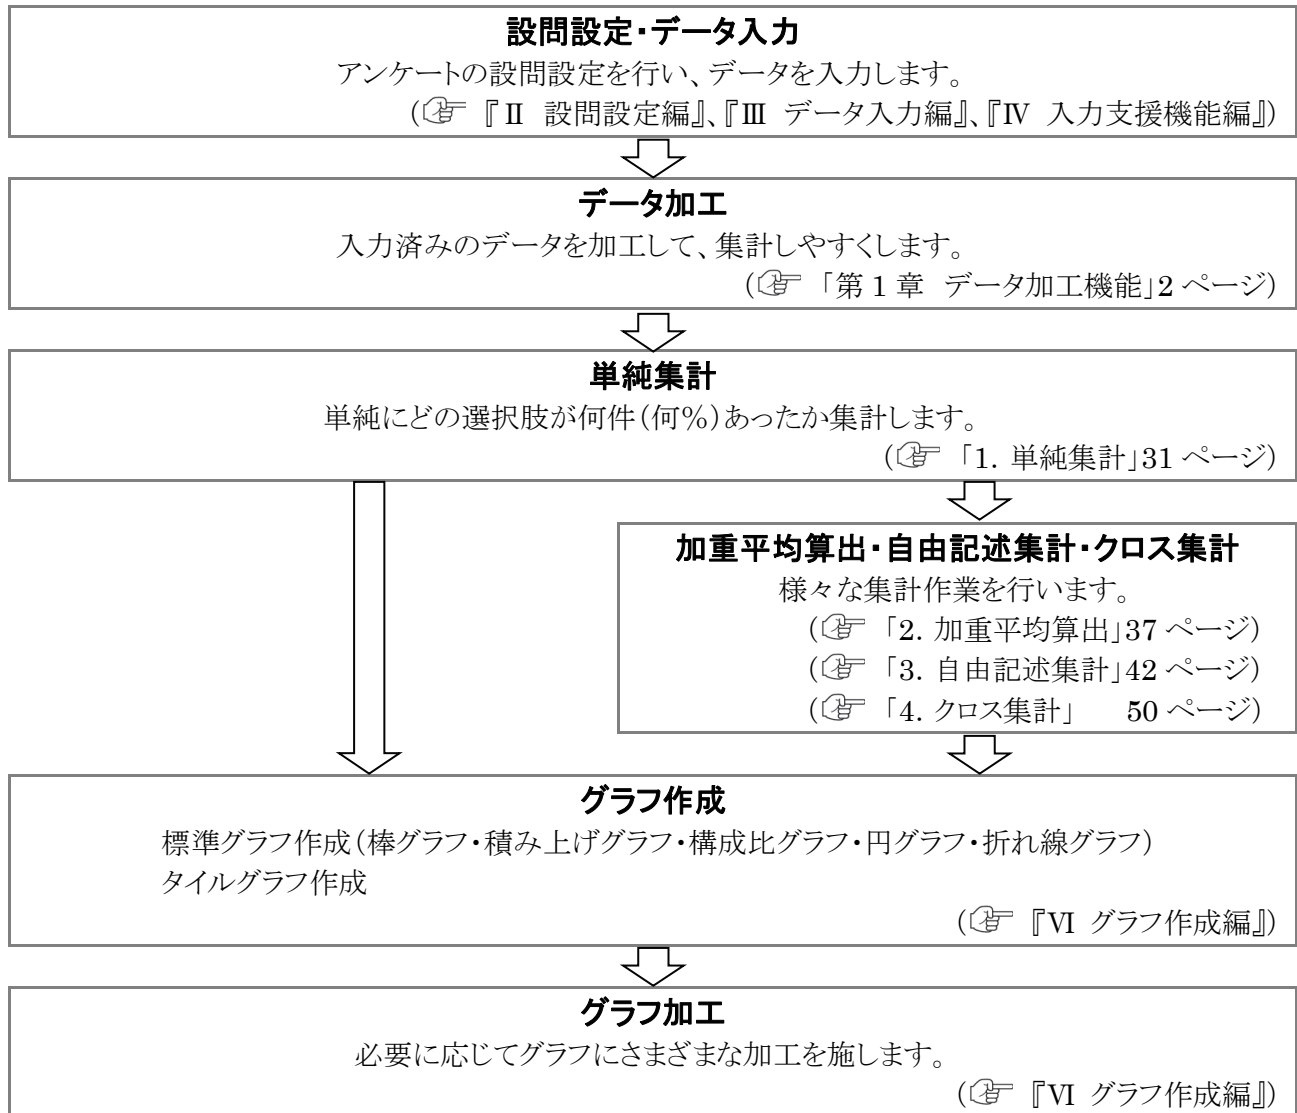 設問設定・データ入力
アンケートの設問設定を行い、データを入力します。
(☞ 『Ⅱ 設問設定編』、『Ⅲ データ入力編』、『Ⅳ 入力支援機能編』)
データ加工
入力済みのデータを加工して、集計しやすくします。
(☞ 「第1章 データ加工機能」2 ページ)
単純集計
単純にどの選択肢が何件(何%)あったか集計します。
(☞ 「1. 単純集計」31 ページ)
加重平均算出・自由記述集計・クロス集計
様々な集計作業を行います。
(☞ 「2. 加重平均算出」37 ページ)
(☞ 「3. 自由記述集計」42 ページ)
(☞ 「4. クロス集計」 50 ページ)
グラフ作成
標準グラフ作成(棒グラフ・積み上げグラフ・構成比グラフ・円グラフ・折れ線グラフ)
タイルグラフ作成
(☞ 『Ⅵ グラフ作成編』)
グラフ加工
必要に応じてグラフにさまざまな加工を施します。
(☞ 『Ⅵ グラフ作成編』)